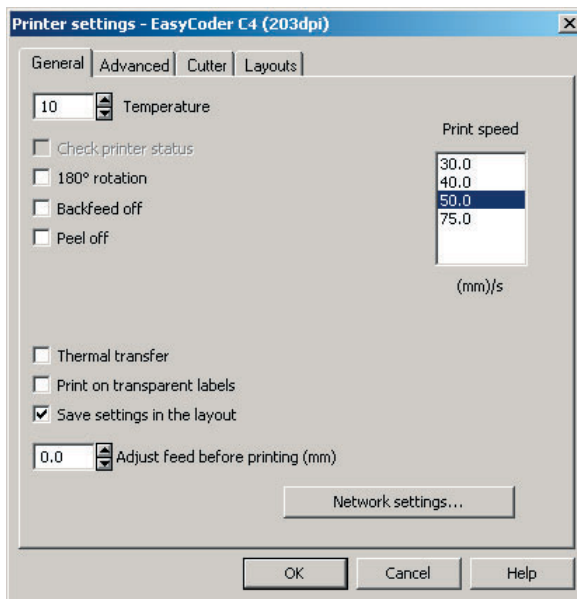 Printer settings - EasyCoder C4 (203dpi)
General Advanced Cutter Layouts
10 Temperature
Print speed
Check printer status
180° rotation
Backfeed off
Peel off
30.0
40.0
50.0
75.0
(mm)/s
Thermal transfer
Print on transparent labels
Save settings in the layout
0.0 Adjust feed before printing (mm)
Network settings...
OK Cancel Help